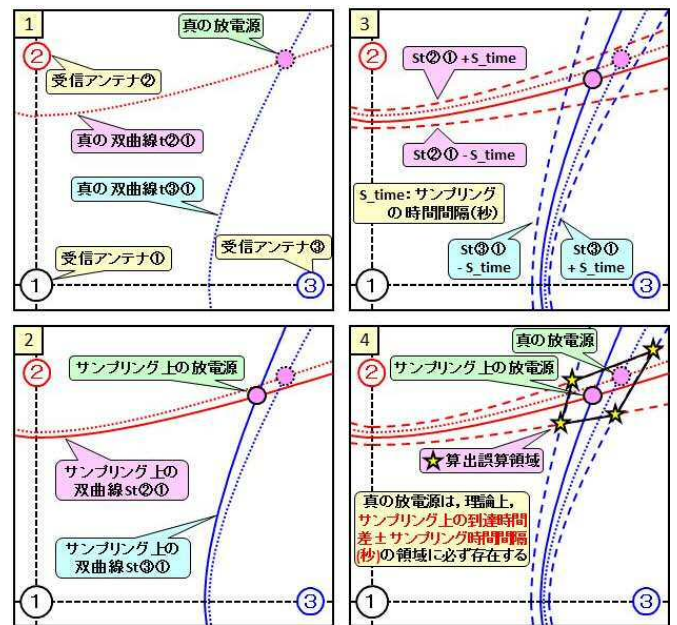 1
真の放電源
②
受信アンテナ②
真の双曲線t②①
真の双曲線t③①
受信アンテナ①
受信アンテナ③
①
③
3
②
St②① + S_time
St②① - S_time
S_time:サンプリング
の時間間隔(秒)
St③①
- S_time
St③①
+ S_time
①
③
2
②
サンプリング上の放電源
サンプリング上の
双曲線St②①
サンプリング上の
双曲線St③①
①
③
4
真の放電源
②
サンプリング上の放電源
★算出誤算領域
真の放電源は,理論上,
サンプリング上の到達時間
差±サンプリング時間間隔
(秒)の領域に必ず存在する
①
③